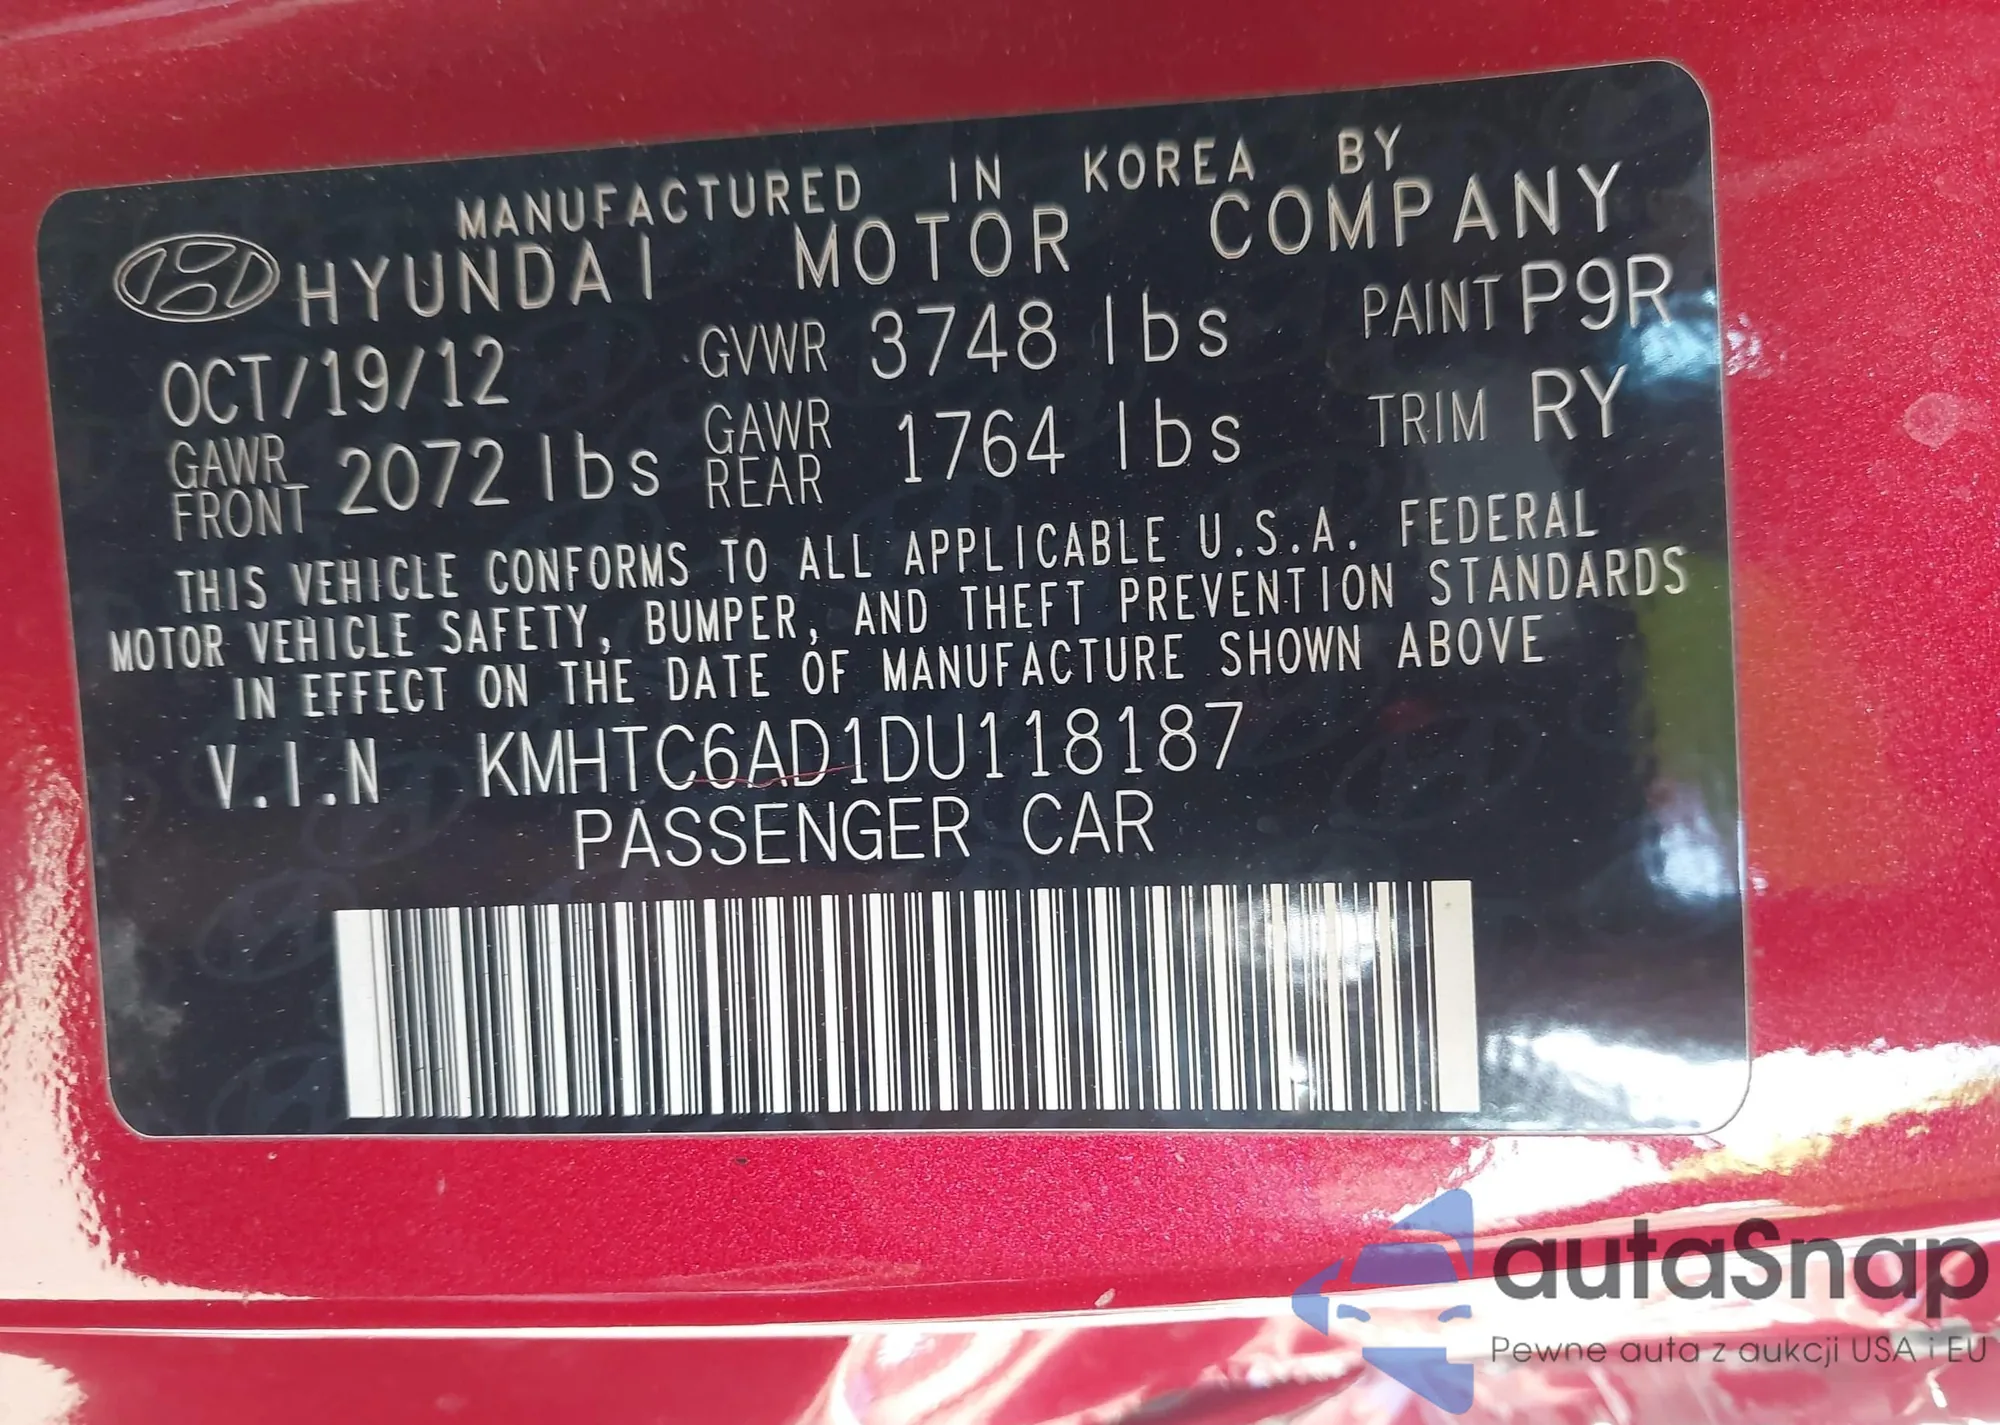 MANUFACTURED IN KOREA BY
HYUNDAI MOTOR COMPANY
OCT/19/12 GVWR 3748 lbs PAINT P9R
GAWR FRONT 2072 lbs GAWR REAR 1764 lbs TRIM RY
THIS VEHICLE CONFORMS TO ALL APPLICABLE U.S.A. FEDERAL
MOTOR VEHICLE SAFETY, BUMPER, AND THEFT PREVENTION STANDARDS
IN EFFECT ON THE DATE OF MANUFACTURE SHOWN ABOVE
V.I.N KMHTC6AD1DU118187
PASSENGER CAR
autaSnap
Pewne auta z aukcji USA i EU